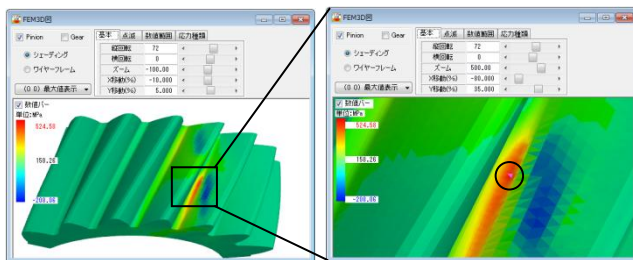 FEM3D図
Pinion
Gear
シェーディング
ワイヤーフレーム
(0 0) 最大値表示
基本
点滅
数値範囲
応力種類
縦回転
72
横回転
0
ズーム
-100.00
X移動(%)
-10.000
Y移動(%)
5.000
数値バー
単位:MPa
524.58
158.26
-208.06
FEM3D図
Pinion
Gear
シェーディング
ワイヤーフレーム
(0 0) 最大値表示
基本
点滅
数値範囲
応力種類
縦回転
72
横回転
0
ズーム
500.00
X移動(%)
-80.000
Y移動(%)
35.000
数値バー
単位:MPa
524.58
158.26
-208.06